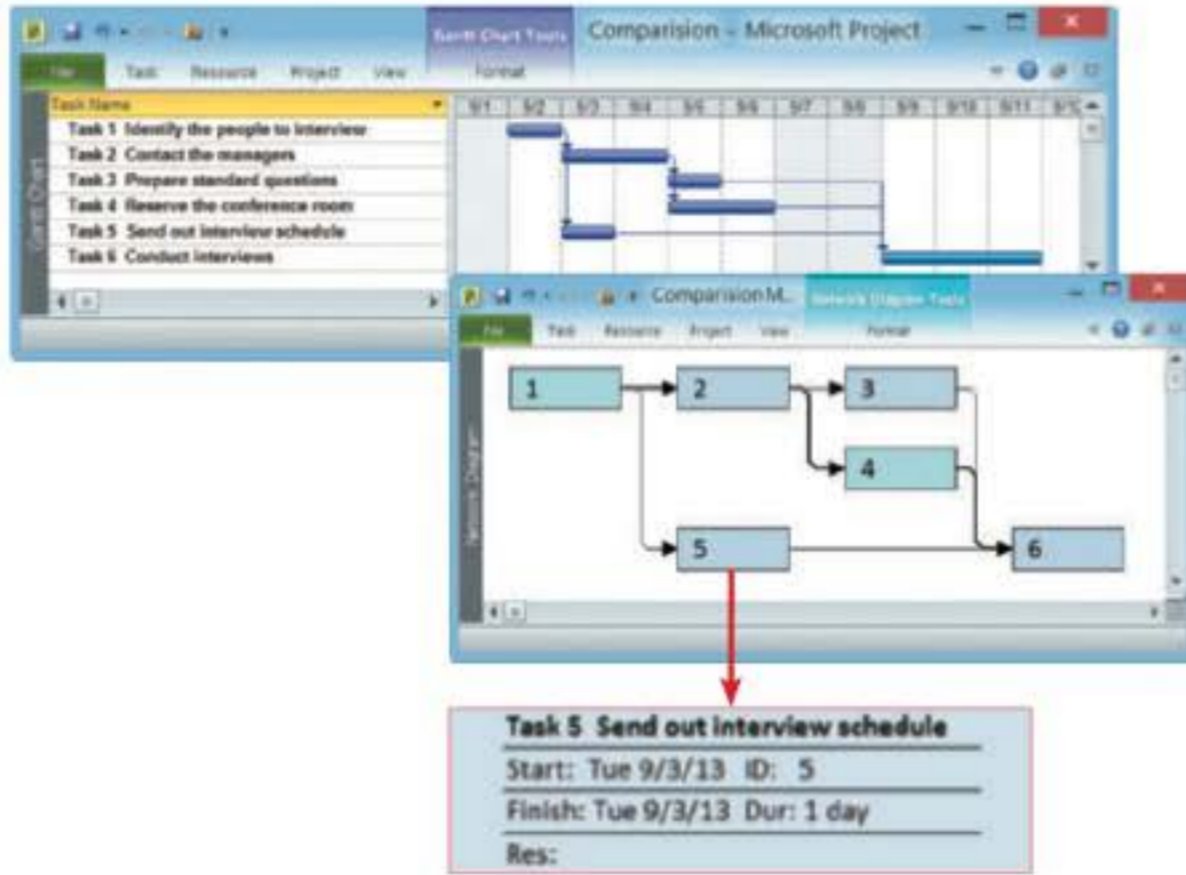 Gantt Chart Tools
Comparision - Microsoft Project
File Task Resource Project View Format
Task Name
9/1 9/2 9/3 9/4 9/5 9/6 9/7 9/8 9/9 9/10 9/11 9/12
Task 1 Identify the people to interview
Task 2 Contact the managers
Task 3 Prepare standard questions
Task 4 Reserve the conference room
Task 5 Send out interview schedule
Task 6 Conduct interviews
Gantt Chart
Comparision M..
Network Diagram Tools
File Task Resource Project View Format
Network Diagram
1 2 3
4
5 6
Task 5 Send out interview schedule
Start: Tue 9/3/13 ID: 5
Finish: Tue 9/3/13 Dur: 1 day
Res: